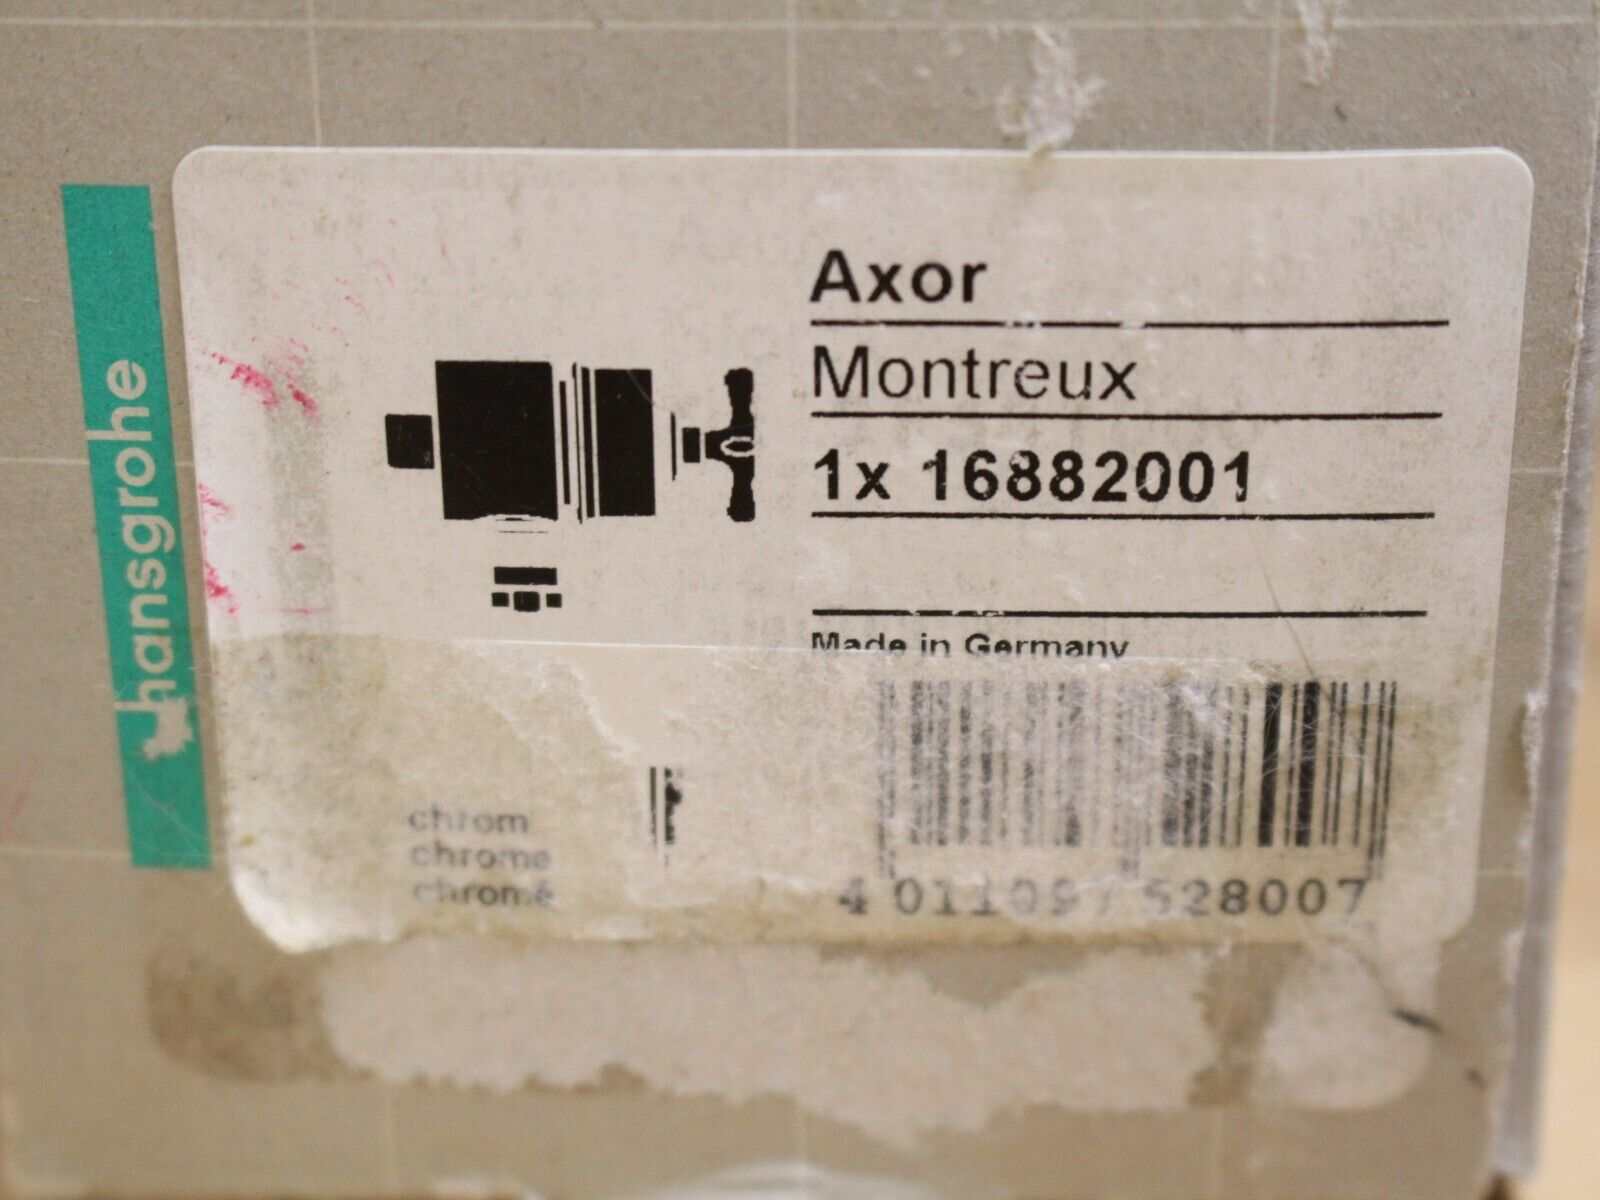 hansgrohe
Axor
Montreux
1x 16882001
Made in Germany
chrom
chrome
chromé
4 011097 528007